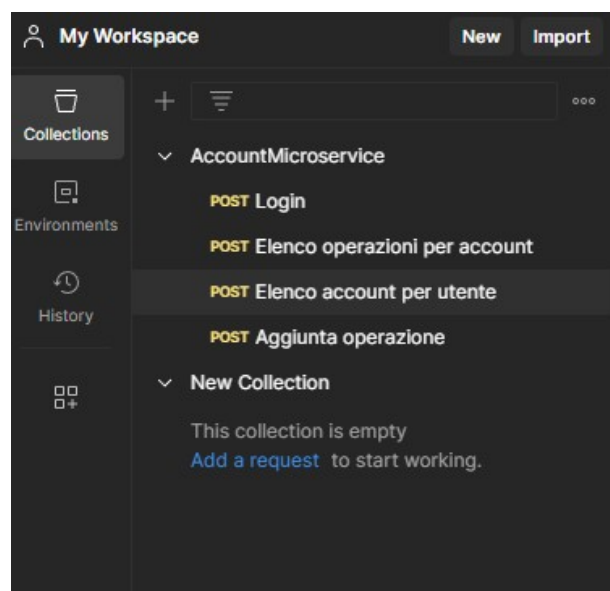 My Workspace
New
Import
Collections
AccountMicroservice
POST Login
Environments
POST Elenco operazioni per account
POST Elenco account per utente
History
POST Aggiunta operazione
New Collection
This collection is empty
Add a request to start working.